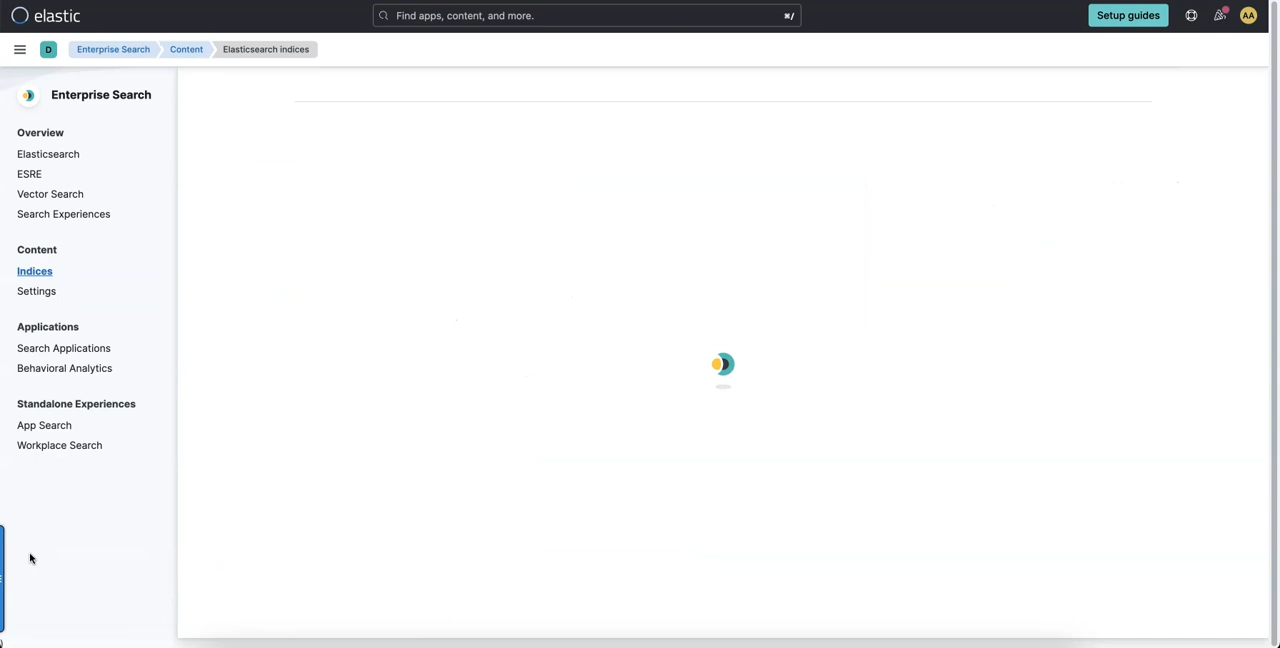 elastic
Find apps, content, and more.
⌘/
Setup guides
AA
D
Enterprise Search
Content
Elasticsearch indices
Enterprise Search
Overview
Elasticsearch
ESRE
Vector Search
Search Experiences
Content
Indices
Settings
Applications
Search Applications
Behavioral Analytics
Standalone Experiences
App Search
Workplace Search